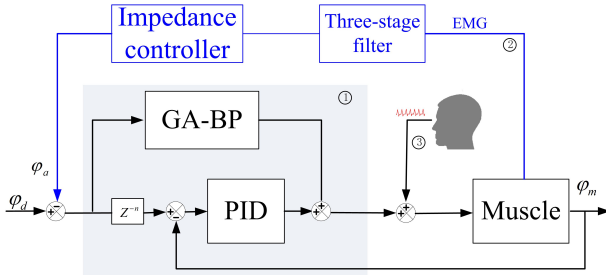 Impedance
controller
Three-stage
filter
EMG
②
①
GA-BP
③
φa
φd
Z⁻ⁿ
PID
Muscle
φm